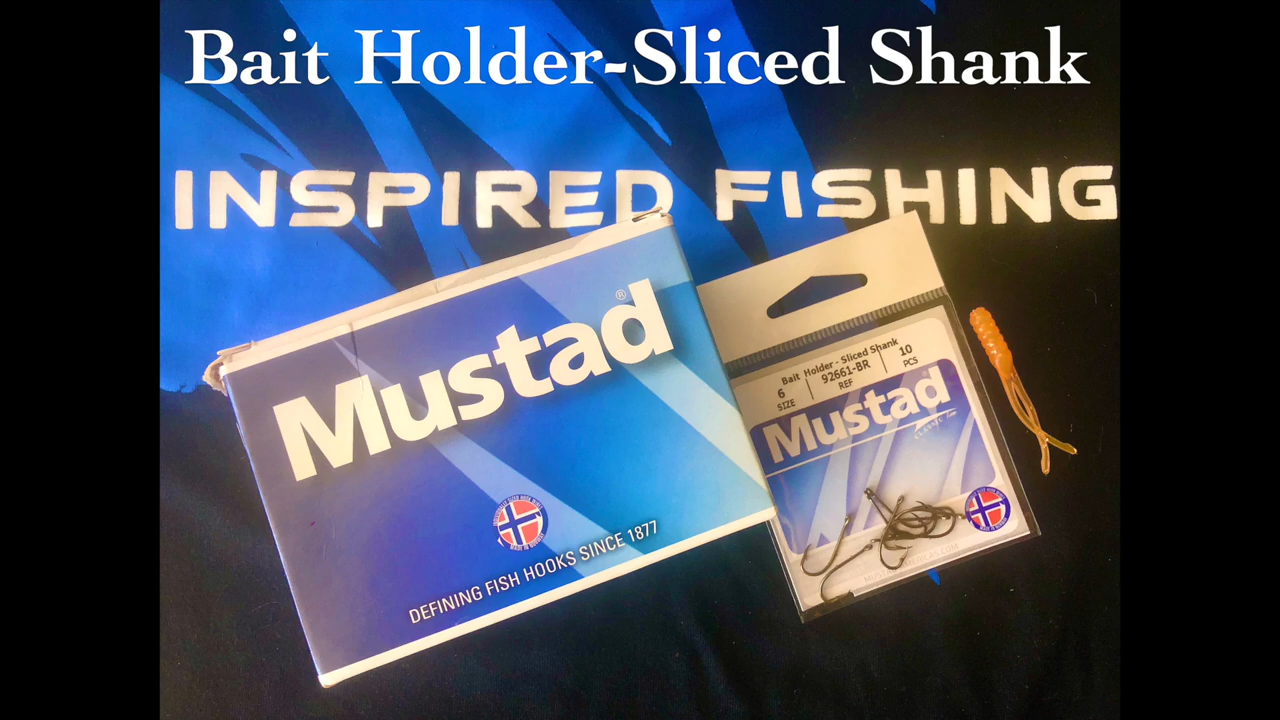 Bait Holder-Sliced Shank
INSPIRED FISHING
Mustad®
DEFINING FISH HOOKS SINCE 1877
Bait Holder - Sliced Shank
6
SIZE
92661-BR
REF
10
PCS
Mustad